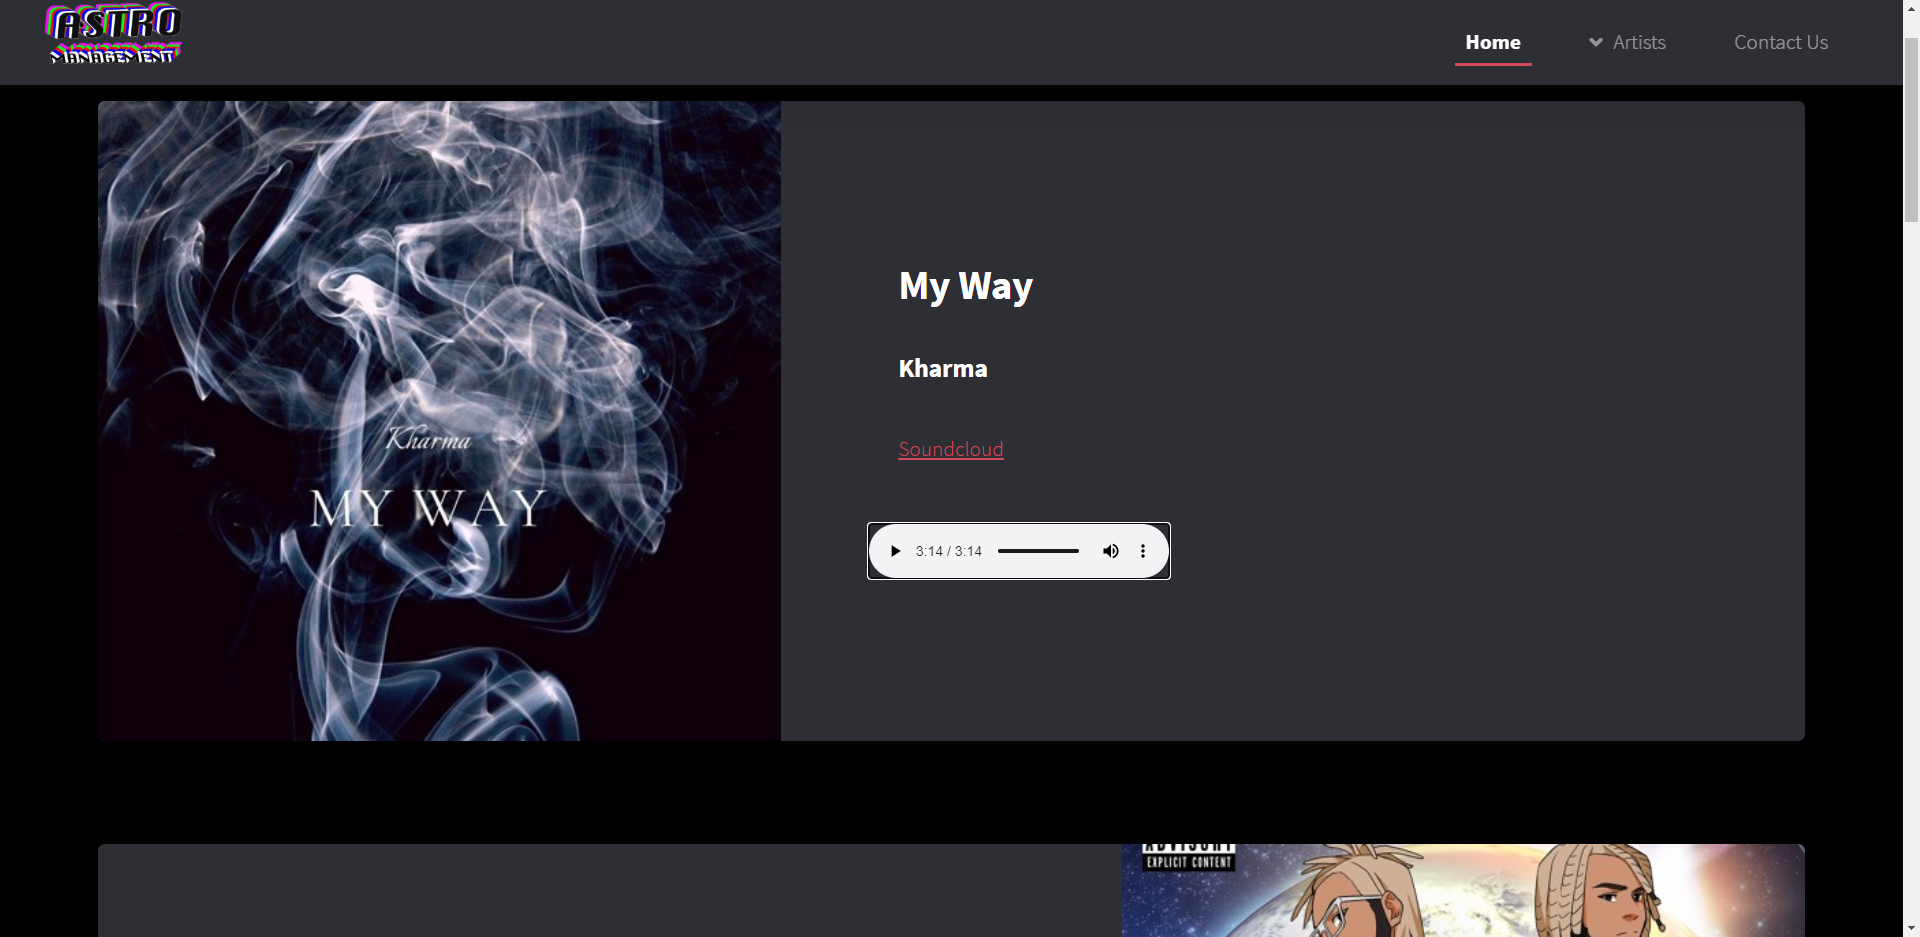 ASTRO
MANAGEMENT
Home
Artists
Contact Us
Kharma
MY WAY
My Way
Kharma
Soundcloud
3:14 / 3:14
ADVISORY
EXPLICIT CONTENT